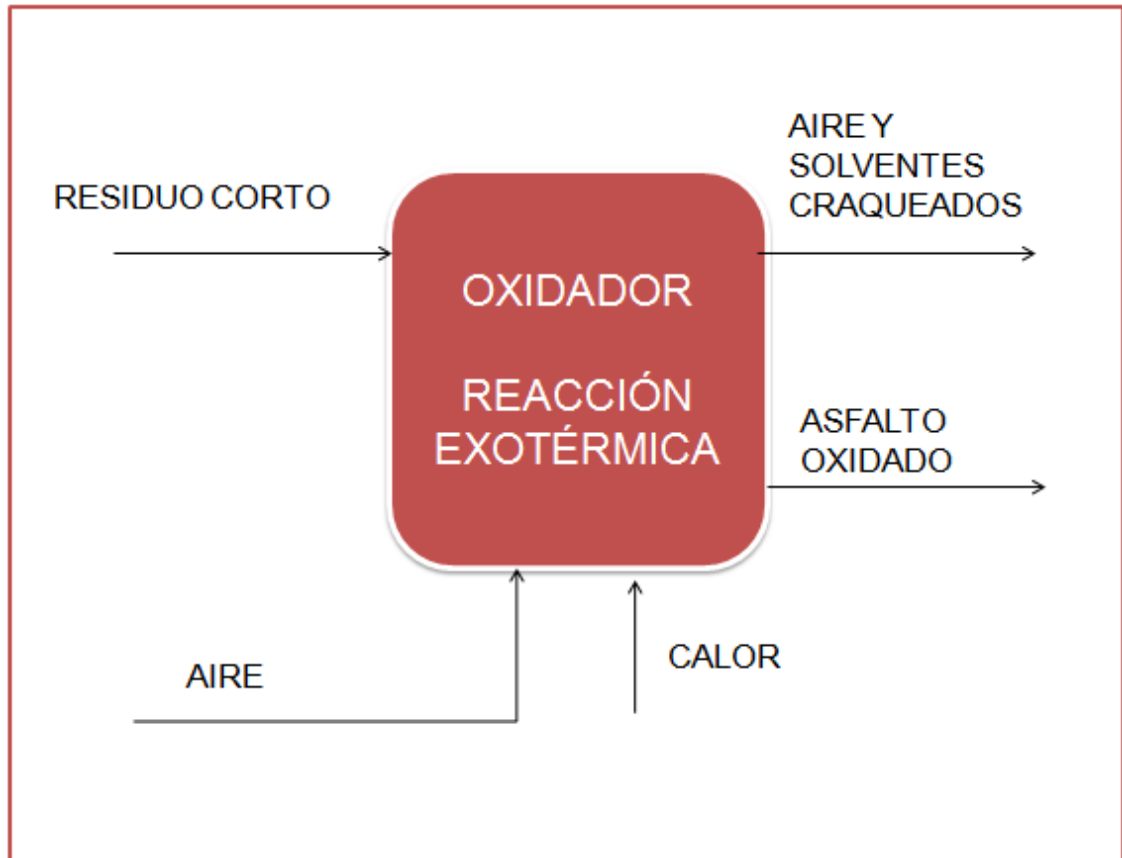 RESIDUO CORTO
OXIDADOR
REACCIÓN
EXOTÉRMICA
AIRE Y
SOLVENTES
CRAQUEADOS
ASFALTO
OXIDADO
AIRE
CALOR